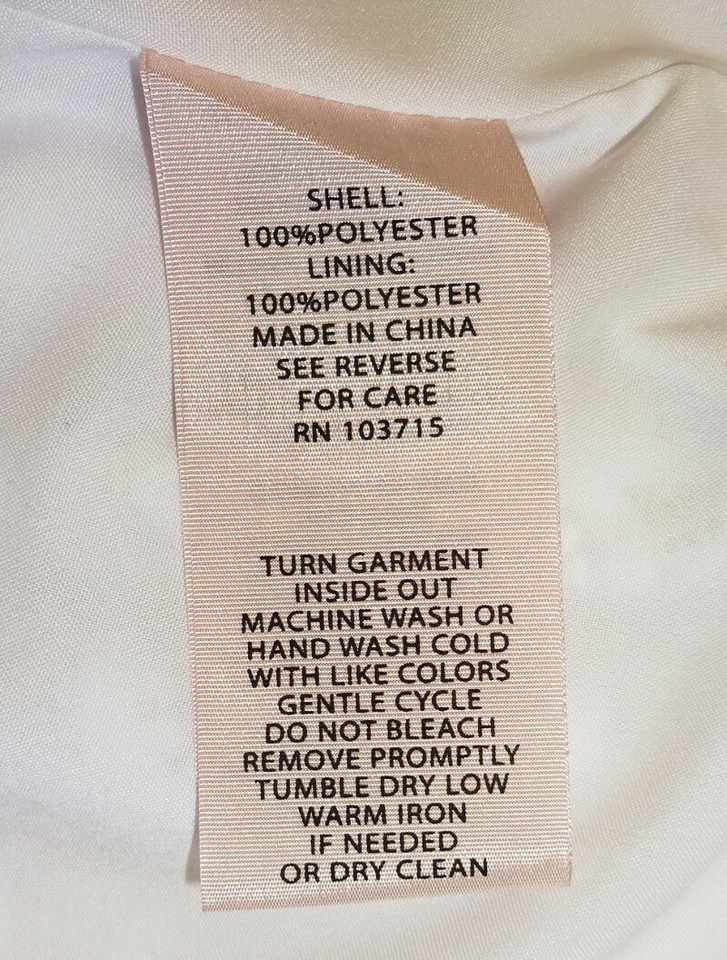 SHELL:
100%POLYESTER
LINING:
100%POLYESTER
MADE IN CHINA
SEE REVERSE
FOR CARE
RN 103715
TURN GARMENT
INSIDE OUT
MACHINE WASH OR
HAND WASH COLD
WITH LIKE COLORS
GENTLE CYCLE
DO NOT BLEACH
REMOVE PROMPTLY
TUMBLE DRY LOW
WARM IRON
IF NEEDED
OR DRY CLEAN